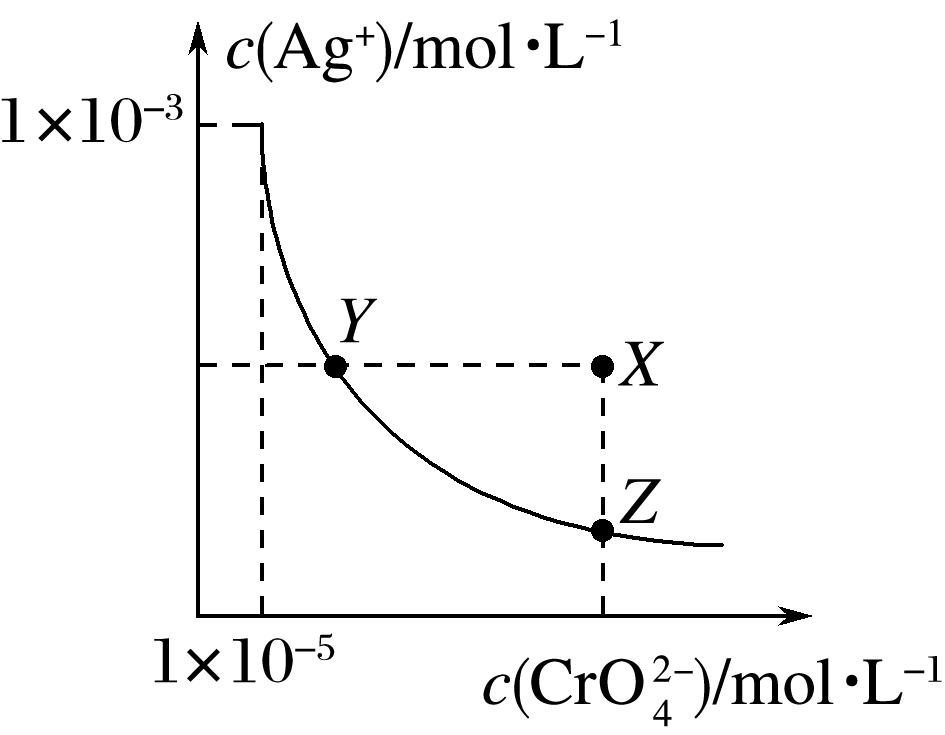 c(Ag⁺)/mol·L⁻¹
1×10⁻³
Y
X
Z
1×10⁻⁵
c(CrO₄²⁻)/mol·L⁻¹